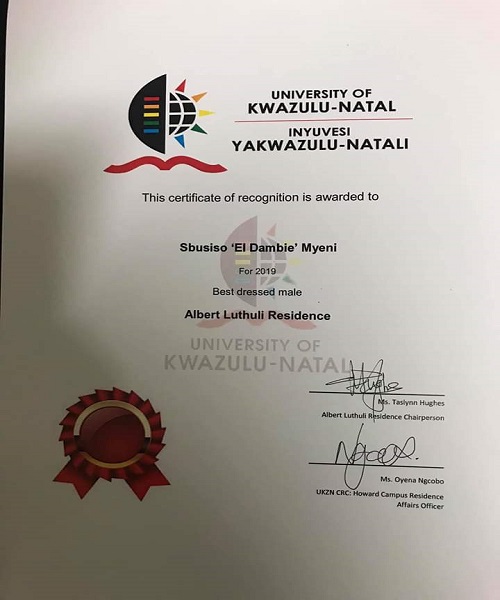 UNIVERSITY OF
KWAZULU-NATAL
INYUVESI
YAKWAZULU-NATALI
This certificate of recognition is awarded to
Sbusiso ‘El Dambie’ Myeni
For 2019
Best dressed male
Albert Luthuli Residence
UNIVERSITY OF
KWAZULU-NATAL
Ms. Taslynn Hughes
Albert Luthuli Residence Chairperson
Ms. Oyena Ngcobo
UKZN CRC: Howard Campus Residence
Affairs Officer